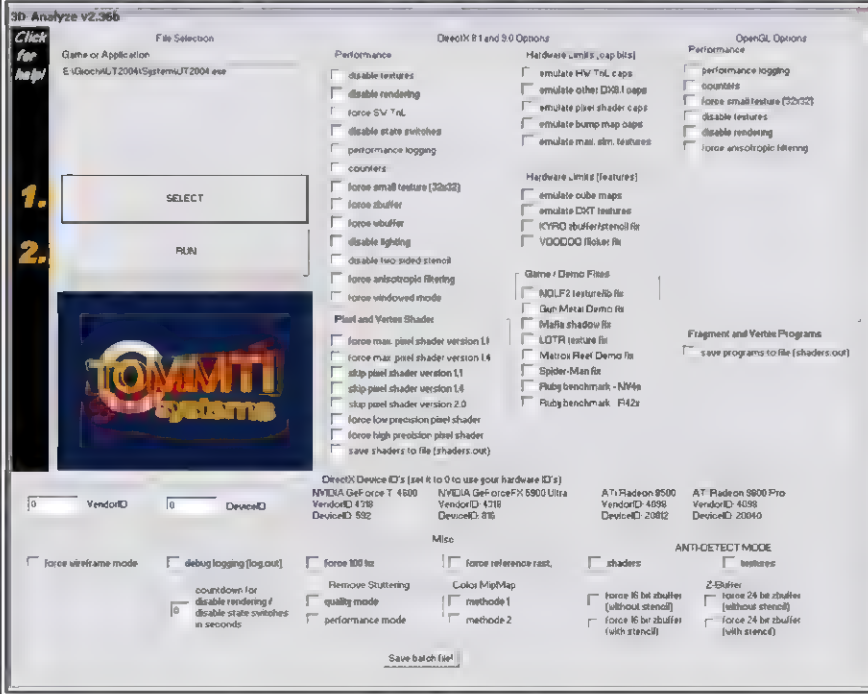 3D-Analyze v2.36b
Click for help!
File Selection
Game or Application
E:\Giochi\UT2004\System\UT2004.exe
1.
SELECT
2.
RUN
TOMMTI
systems
DirectX 8.1 and 9.0 Options
Performance
disable textures
disable rendering
force SW TnL
disable state switches
performance logging
counters
force small texture (32x32)
force zbuffer
force wbuffer
disable lighting
disable two sided stencil
force anisotropic filtering
force windowed mode
Pixel and Vertex Shader
force max. pixel shader version 1.1
force max. pixel shader version 1.4
skip pixel shader version 1.1
skip pixel shader version 1.4
skip pixel shader version 2.0
force low precision pixel shader
force high precision pixel shader
save shaders to file (shaders.out)
Hardware Limits (cap bits)
emulate HW TnL caps
emulate other DX8.1 caps
emulate pixel shader caps
emulate bump map caps
emulate max. sim. textures
Hardware Limits (features)
emulate cube maps
emulate DXT textures
KYRO zbuffer/stencil fix
VOODOO flicker fix
Game / Demo Fixes
NOLF2 texture/ib fix
Gun Metal Demo fix
Mafia shadow fix
LOTR texture fix
Matrox Reef Demo fix
Spider-Man fix
Ruby benchmark - NV4x
Ruby benchmark - R42x
OpenGL Options
Performance
performance logging
counters
force small texture (32x32)
disable textures
disable rendering
force anisotropic filtering
Fragment and Vertex Programs
save programs to file (shaders.out)
DirectX Device ID's (set it to 0 to use your hardware ID's)
0 VendorID 0 DeviceID
NVIDIA GeForce Ti 4600
VendorID: 4318
DeviceID: 592
NVIDIA GeForceFX 5900 Ultra
VendorID: 4318
DeviceID: 816
ATi Radeon 8500
VendorID: 4098
DeviceID: 20812
ATi Radeon 9800 Pro
VendorID: 4098
DeviceID: 20040
Misc
force wireframe mode
debug logging (log.out)
force 100 hz
force reference rast.
ANTI-DETECT MODE
shaders
textures
0
countdown for
disable rendering /
disable state switches
in seconds
Remove Stuttering
quality mode
performance mode
Color MipMap
methode 1
methode 2
Z-Buffer
force 16 bit zbuffer
(without stencil)
force 24 bit zbuffer
(without stencil)
force 16 bit zbuffer
(with stencil)
force 24 bit zbuffer
(with stencil)
Save batch file!